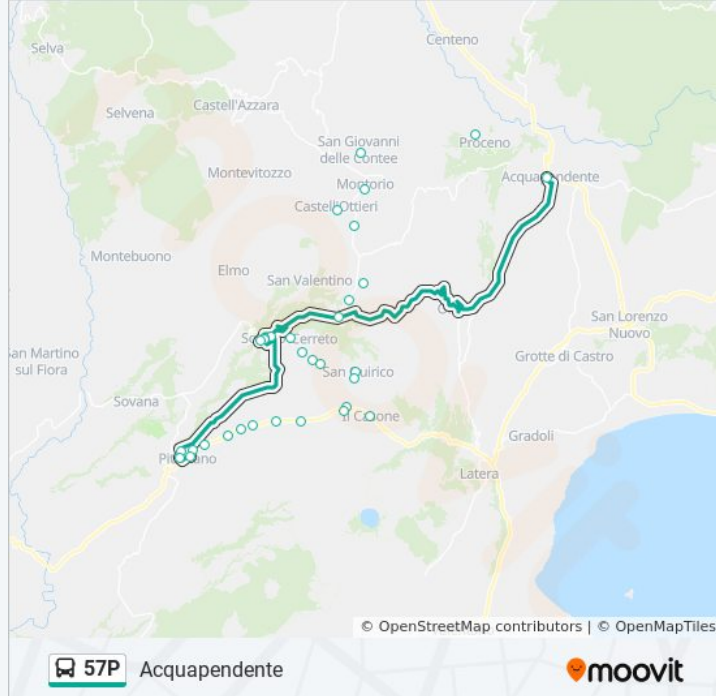 Centeno
Selva
Castell'Azzara
Selvena
San Giovanni
delle Contee
Proceno
Montevitozzo
Montorio
Acquapendente
Castell'Ottieri
Montebuono
Elmo
San Valentino
San Lorenzo
Nuovo
Cerreto
San Martino
sul Fiora
Grotte di Castro
San Quirico
Sovana
Il Casone
Gradoli
Latera
© OpenStreetMap contributors | © OpenMapTiles
57P Acquapendente
moovit